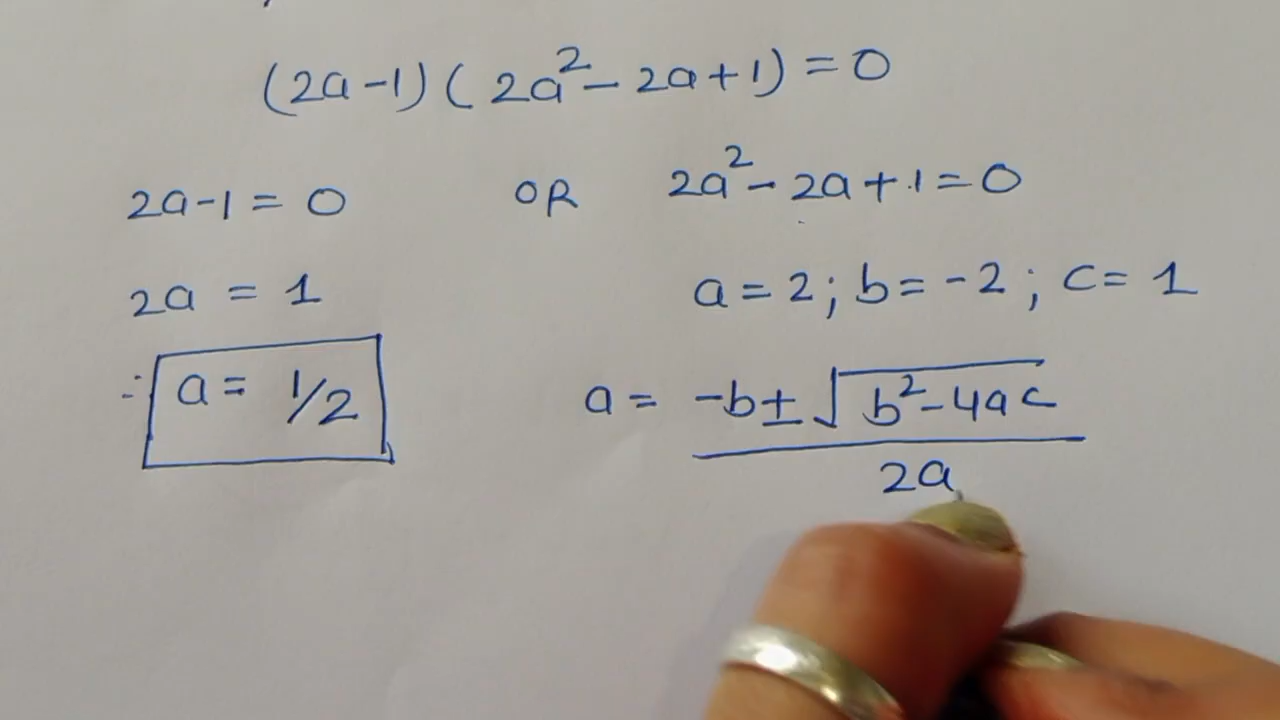 (2a-1)(2a²-2a+1)=0
2a-1=0 OR 2a²-2a+1=0
2a = 1 a=2; b=-2; c=1
∴ a= 1/2 a = -b±√b²-4ac
2a